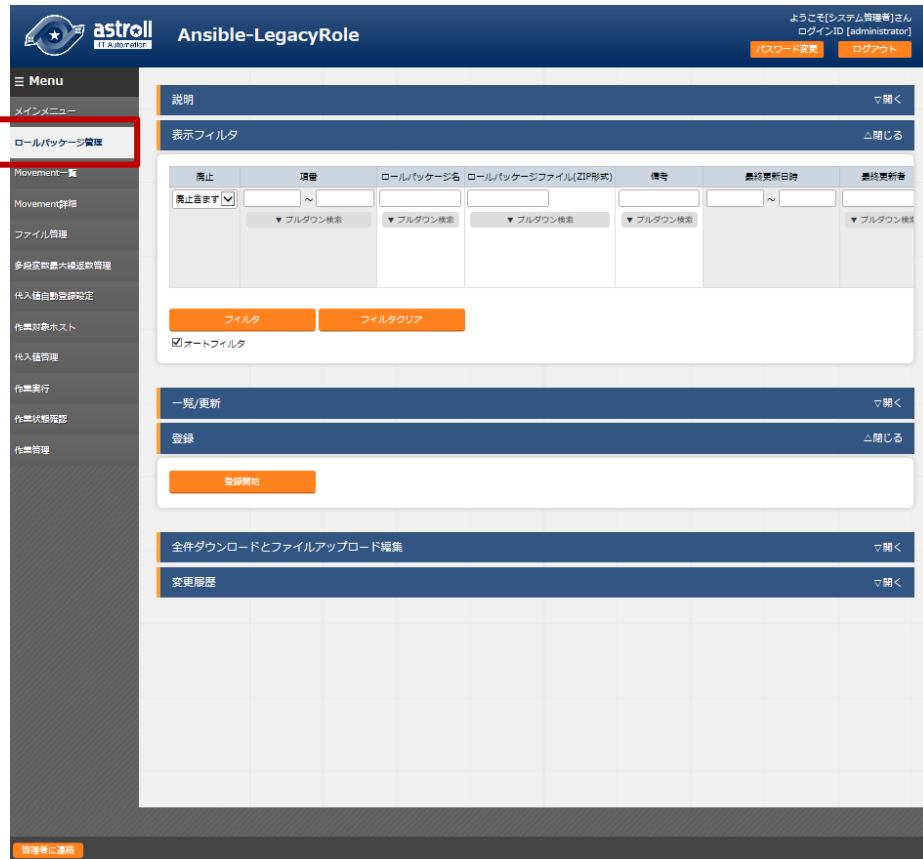 astroll
IT Automation
Ansible-LegacyRole
ようこそ[システム管理者]さん
ログインID [administrator]
パスワード変更 ログアウト
☰ Menu
メインメニュー
ロールパッケージ管理
Movement一覧
Movement詳細
ファイル管理
多段変数最大繰返数管理
代入値自動登録設定
作業対象ホスト
代入値管理
作業実行
作業状態確認
作業管理
説明 ▽開く
表示フィルタ △閉じる
廃止 項番 ロールパッケージ名 ロールパッケージファイル(ZIP形式) 備考 最終更新日時 最終更新者
廃止含まず ～ ～
▼ プルダウン検索 ▼ プルダウン検索 ▼ プルダウン検索 ▼ プルダウン検索 ▼ プルダウン検索
フィルタ フィルタクリア
オートフィルタ
一覧/更新 ▽開く
登録 △閉じる
登録開始
全件ダウンロードとファイルアップロード編集 ▽開く
変更履歴 ▽開く
管理者に連絡